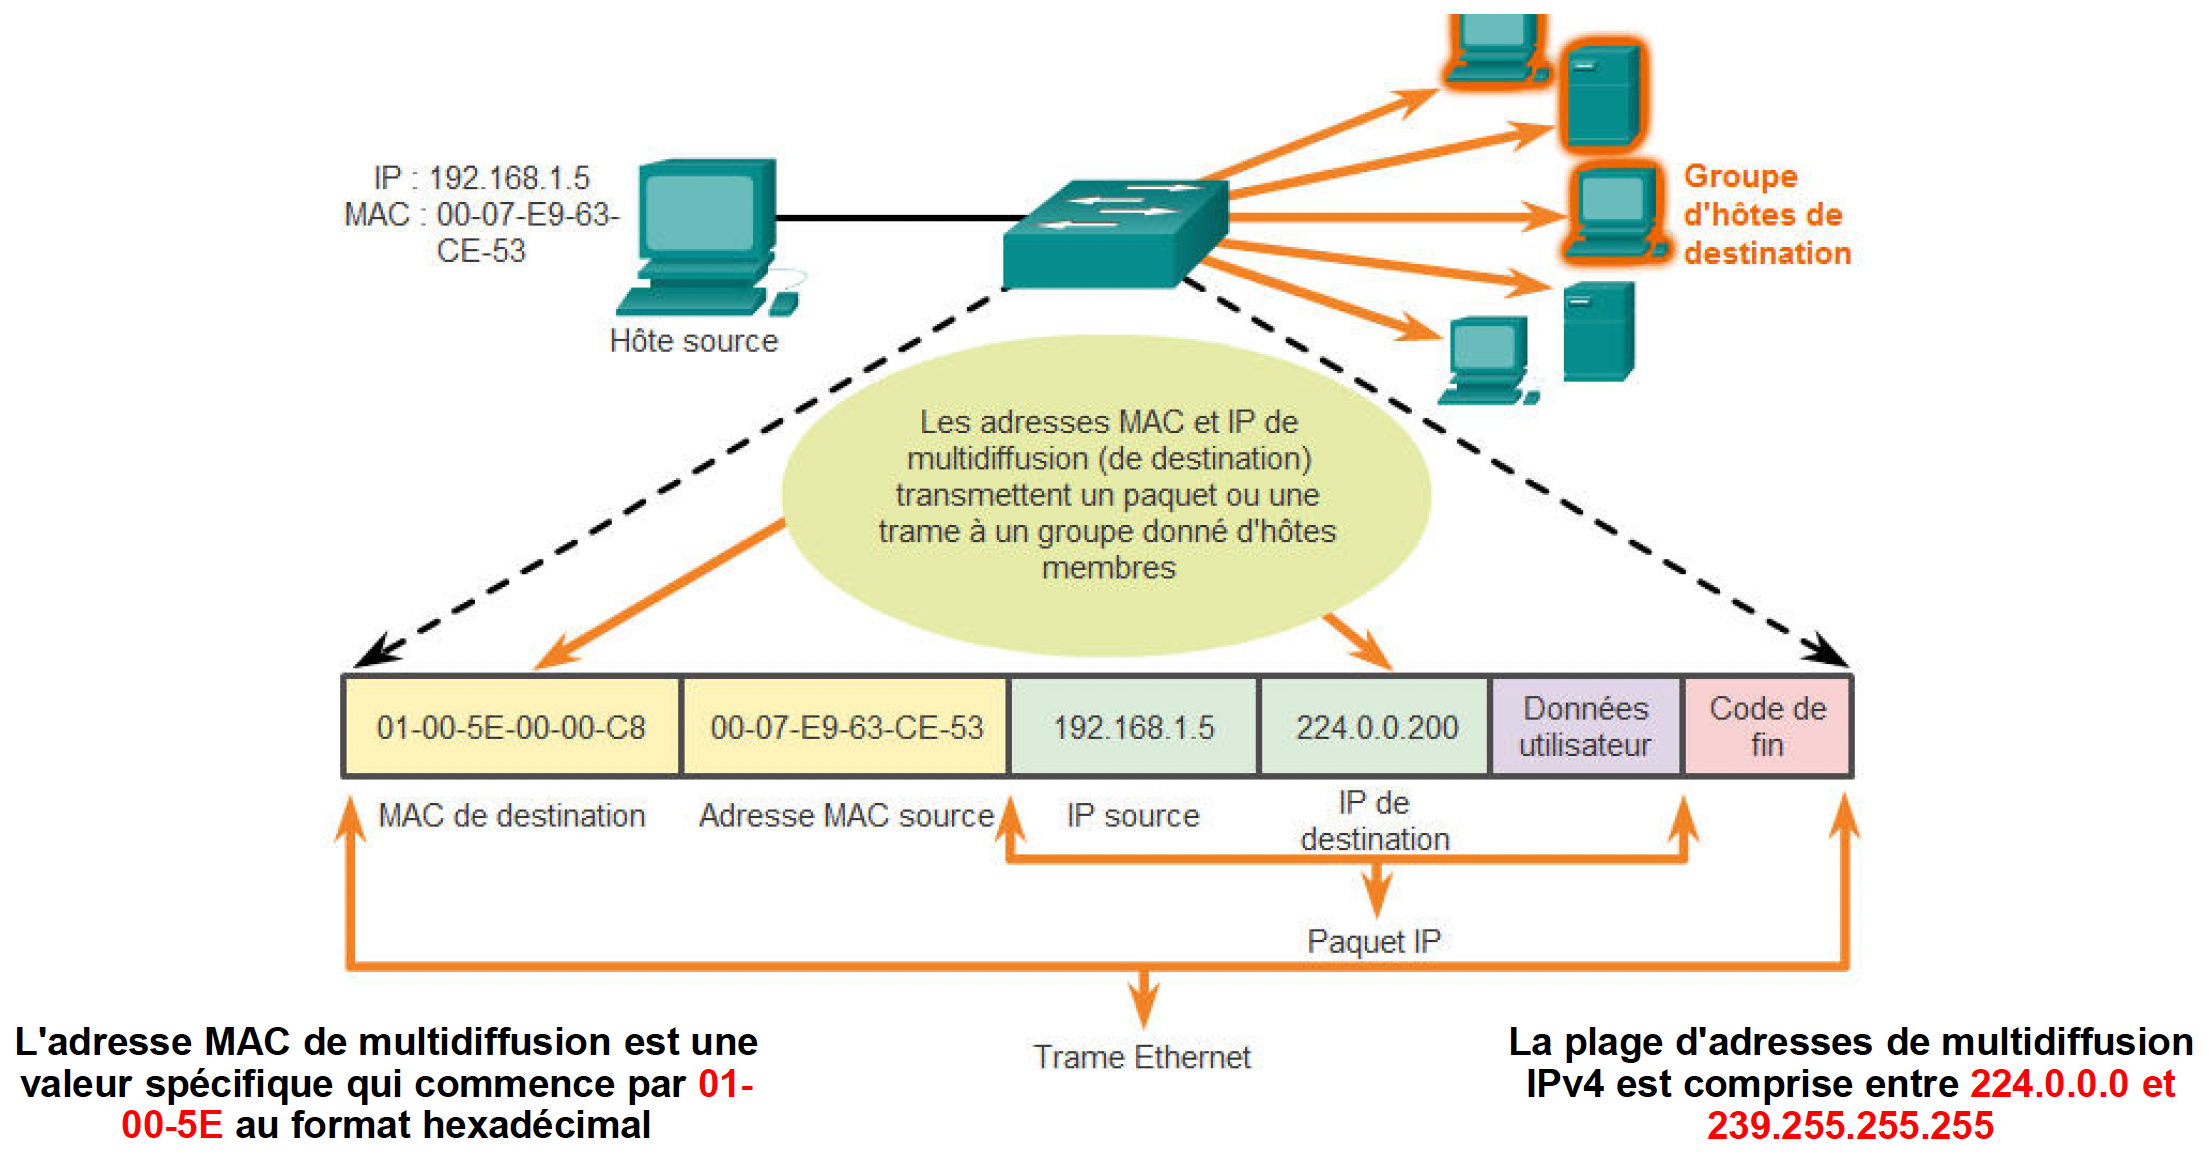 IP : 192.168.1.5
MAC : 00-07-E9-63-
CE-53
Hôte source
Groupe
d'hôtes de
destination
Les adresses MAC et IP de
multidiffusion (de destination)
transmettent un paquet ou une
trame à un groupe donné d'hôtes
membres
01-00-5E-00-00-C8
00-07-E9-63-CE-53
192.168.1.5
224.0.0.200
Données
utilisateur
Code de
fin
MAC de destination
Adresse MAC source
IP source
IP de
destination
Paquet IP
Trame Ethernet
L'adresse MAC de multidiffusion est une
valeur spécifique qui commence par 01-
00-5E au format hexadécimal
La plage d'adresses de multidiffusion
IPv4 est comprise entre 224.0.0.0 et
239.255.255.255